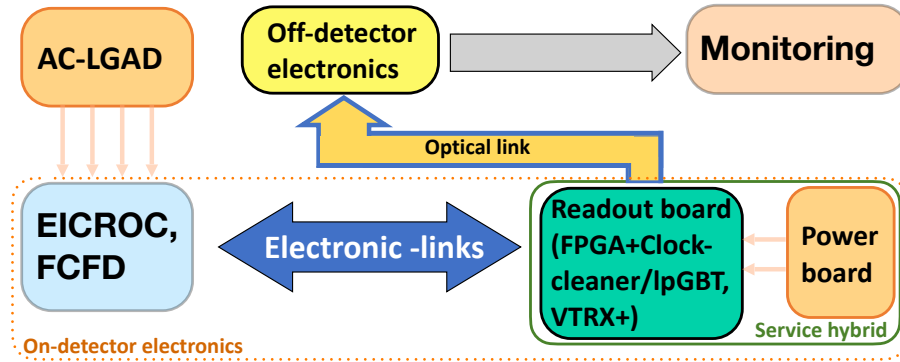 AC-LGAD
Off-detector
electronics
Monitoring
Optical link
EICROC,
FCFD
Electronic -links
Readout board
(FPGA+Clock-
cleaner/lpGBT,
VTRX+)
Power
board
Service hybrid
On-detector electronics